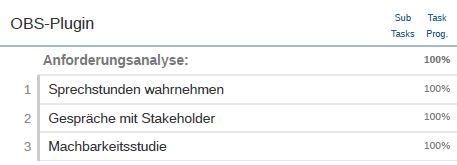 OBS-Plugin Sub Task
Tasks Prog.
Anforderungsanalyse: 100%
1 Sprechstunden wahrnehmen 100%
2 Gespräche mit Stakeholder 100%
3 Machbarkeitsstudie 100%